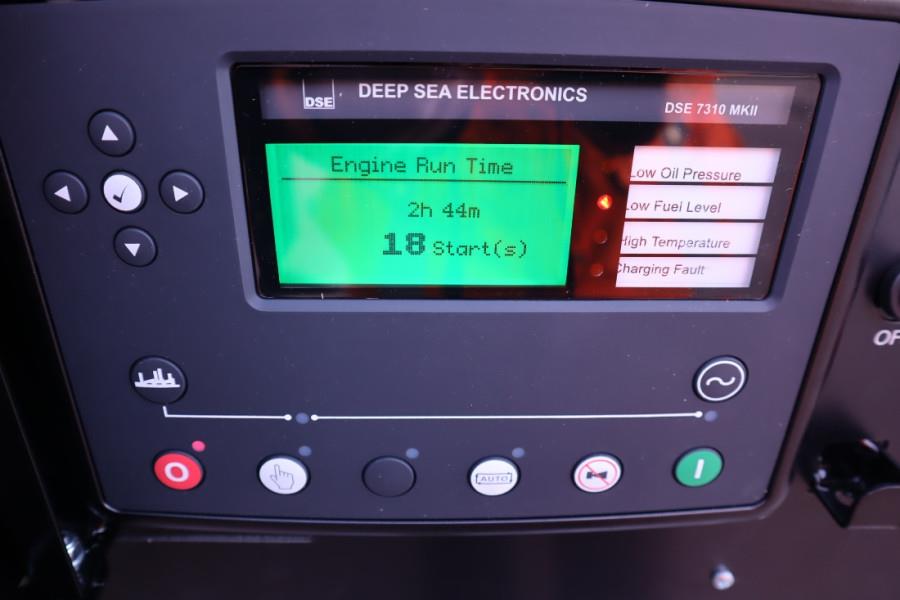 DSE DEEP SEA ELECTRONICS
DSE 7310 MKII
Engine Run Time
2h 44m
18 Start(s)
Low Oil Pressure
Low Fuel Level
High Temperature
Charging Fault
AUTO